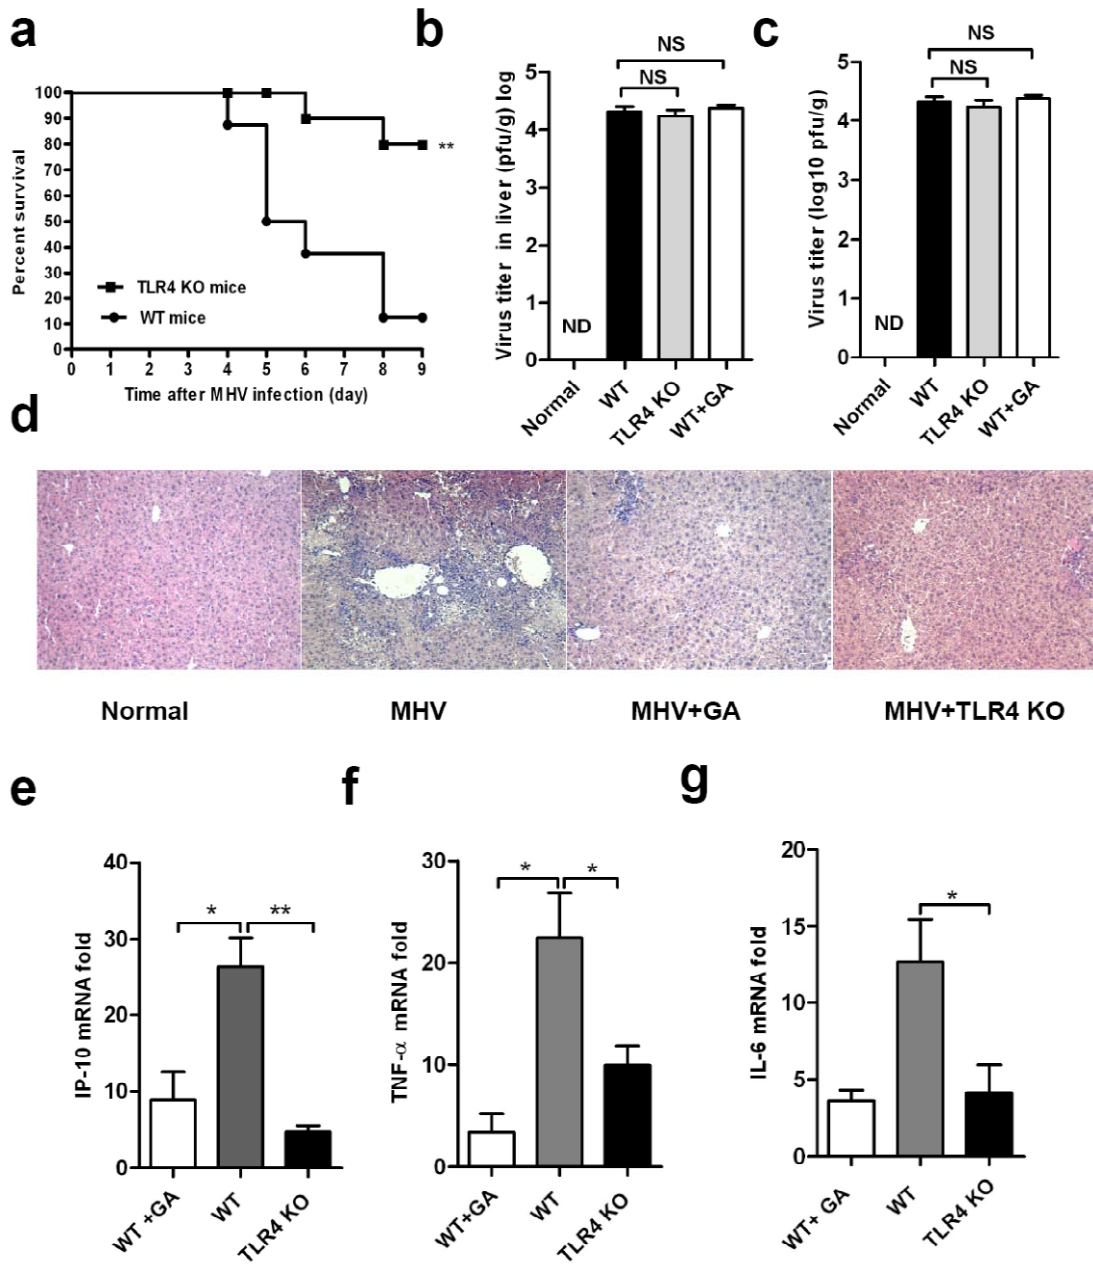 a
Percent survival
100
90
80
70
60
50
40
30
20
10
0
**
TLR4 KO mice
WT mice
0 1 2 3 4 5 6 7 8 9
Time after MHV infection (day)
b
Virus titer in liver (pfu/g) log
5
4
3
2
1
0
NS
NS
ND
Normal
WT
TLR4 KO
WT+GA
c
Virus titer (log10 pfu/g)
5
4
3
2
1
0
NS
NS
ND
Normal
WT
TLR4 KO
WT+GA
d
Normal
MHV
MHV+GA
MHV+TLR4 KO
e
IP-10 mRNA fold
40
30
20
10
0
*
**
WT +GA
WT
TLR4 KO
f
TNF-α mRNA fold
30
20
10
0
*
*
WT+GA
WT
TLR4 KO
g
IL-6 mRNA fold
20
15
10
5
0
*
WT+ GA
WT
TLR4 KO